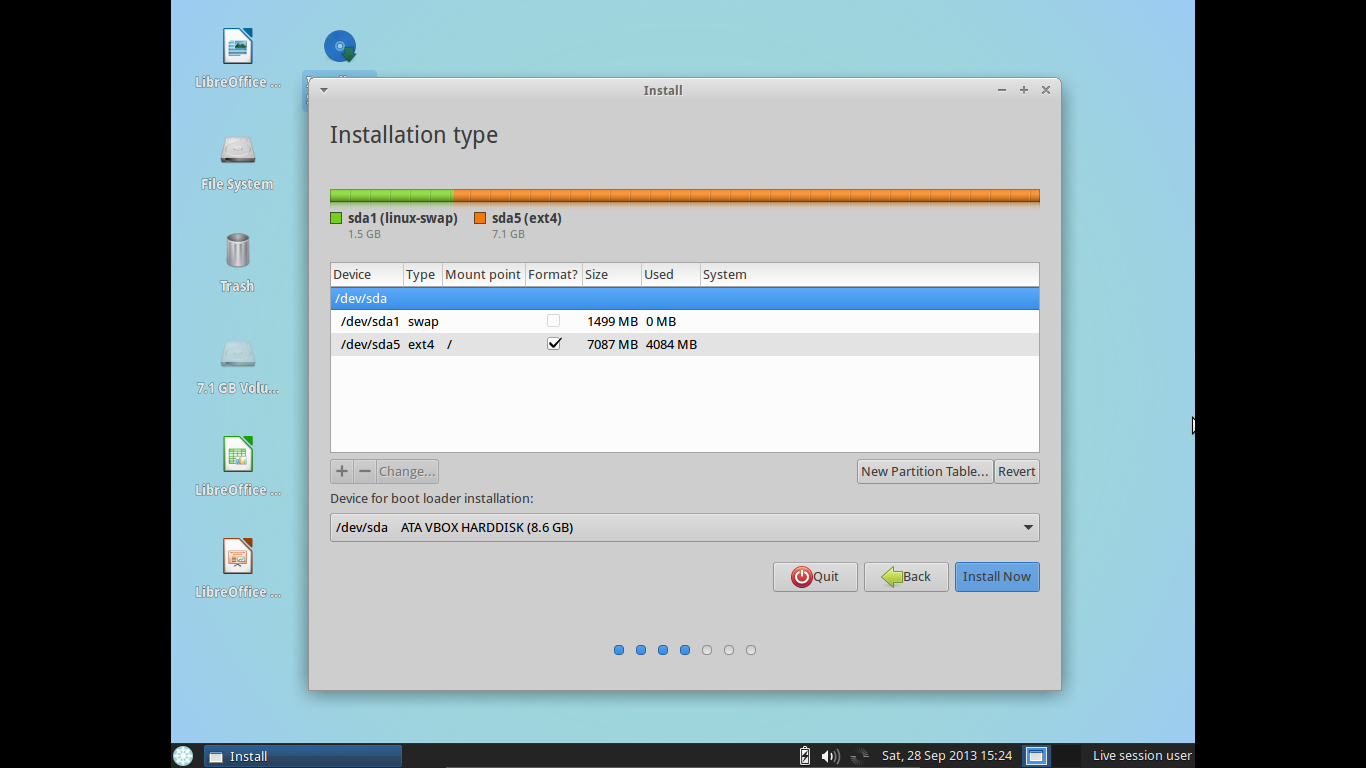 LibreOffice ...
File System
Trash
7.1 GB Volu...
LibreOffice ...
LibreOffice ...
Install
Installation type
sda1 (linux-swap) sda5 (ext4)
1.5 GB 7.1 GB
Device Type Mount point Format? Size Used System
/dev/sda
/dev/sda1 swap 1499 MB 0 MB
/dev/sda5 ext4 / 7087 MB 4084 MB
+ − Change... New Partition Table... Revert
Device for boot loader installation:
/dev/sda ATA VBOX HARDDISK (8.6 GB)
Quit Back Install Now
Install Sat, 28 Sep 2013 15:24 Live session user